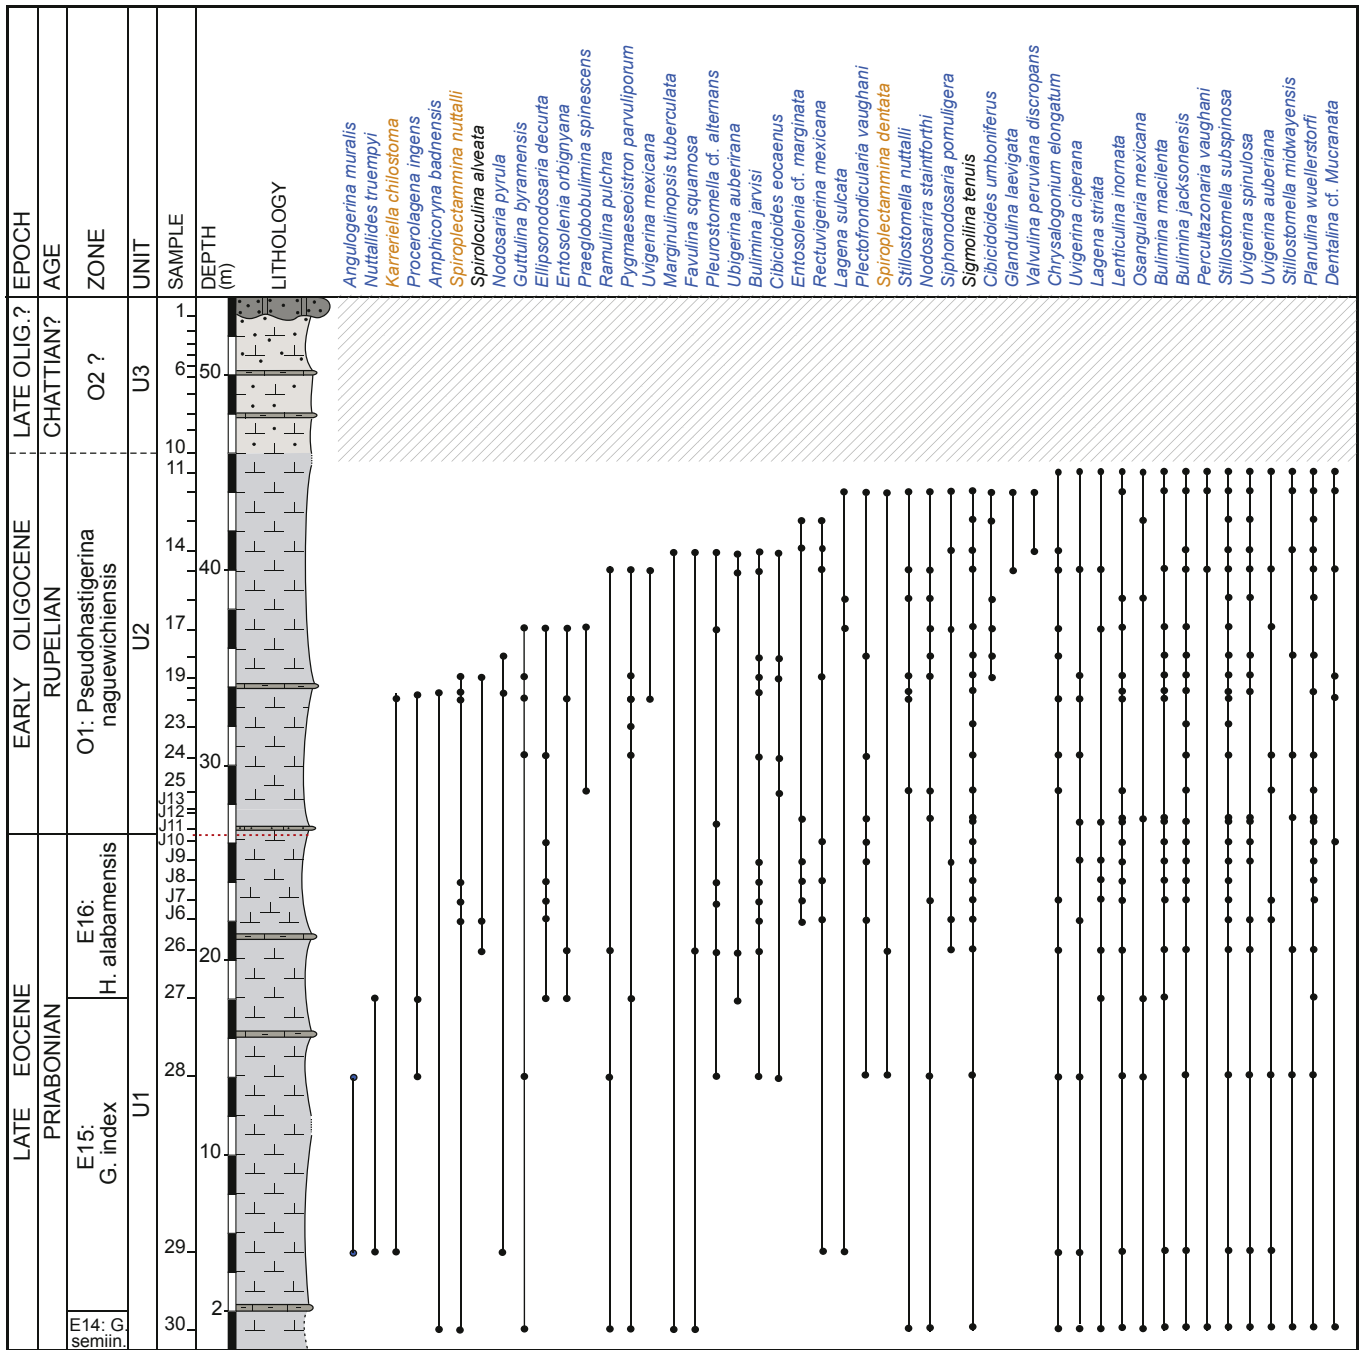 EPOCH
AGE
ZONE
UNIT
SAMPLE
DEPTH
(m)
LITHOLOGY
Angulogerina muralis
Nuttallides truempyi
Karreriella chilostoma
Procerolagena ingens
Amphicoryna badnensis
Spiroplectammina nuttalli
Spiroloculina alveata
Nodosaria pyrula
Guttulina byramensis
Ellipsonodosaria decurta
Entosolenia orbignyana
Praeglobobulimina spinescens
Ramulina pulchra
Pygmaeseoistron parvuliporum
Uvigerina mexicana
Marginulinopsis tuberculata
Favulina squamosa
Pleurostomella cf. alternans
Ubigerina auberirana
Bulimina jarvisi
Cibicidoides eocaenus
Entosolenia cf. marginata
Rectuvigerina mexicana
Lagena sulcata
Plectofrondicularia vaughani
Spiroplectammina dentata
Stillostomella nuttalli
Nodosarira staintforthi
Siphonodosaria pomuligera
Sigmoilina tenuis
Cibicidoides umboniferus
Glandulina laevigata
Valvulina peruviana discropans
Chrysalogonium elongatum
Uvigerina ciperana
Lagena striata
Lenticulina inornata
Osangularia mexicana
Bulimina macilenta
Bulimina jacksonensis
Percultazonaria vaughani
Stillostomella subspinosa
Uvigerina spinulosa
Uvigerina auberiana
Stillostomella midwayensis
Planulina wuellerstorfi
Dentalina cf. Mucranata
LATE OLIG.?
CHATTIAN?
O2 ?
U3
1
6
10
50
EARLY OLIGOCENE
RUPELIAN
O1: Pseudohastigerina
naguewichiensis
U2
11
14
17
19
23
24
25
J13
J12
J11
40
30
LATE EOCENE
PRIABONIAN
E16:
H. alabamensis
E15:
G. index
E14: G.
semiin.
U1
J10
J9
J8
J7
J6
26
27
28
29
30
20
10
2